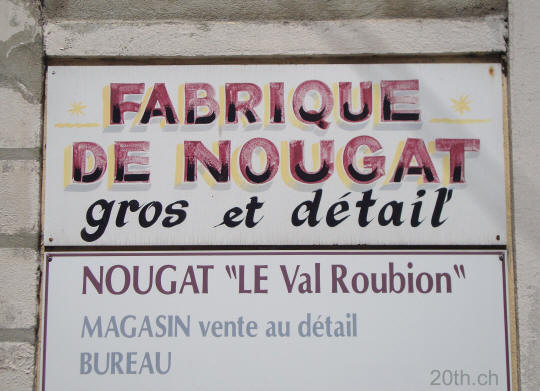 FABRIQUE
DE NOUGAT
gros et détail
NOUGAT "LE Val Roubion"
MAGASIN vente au détail
BUREAU
20th.ch